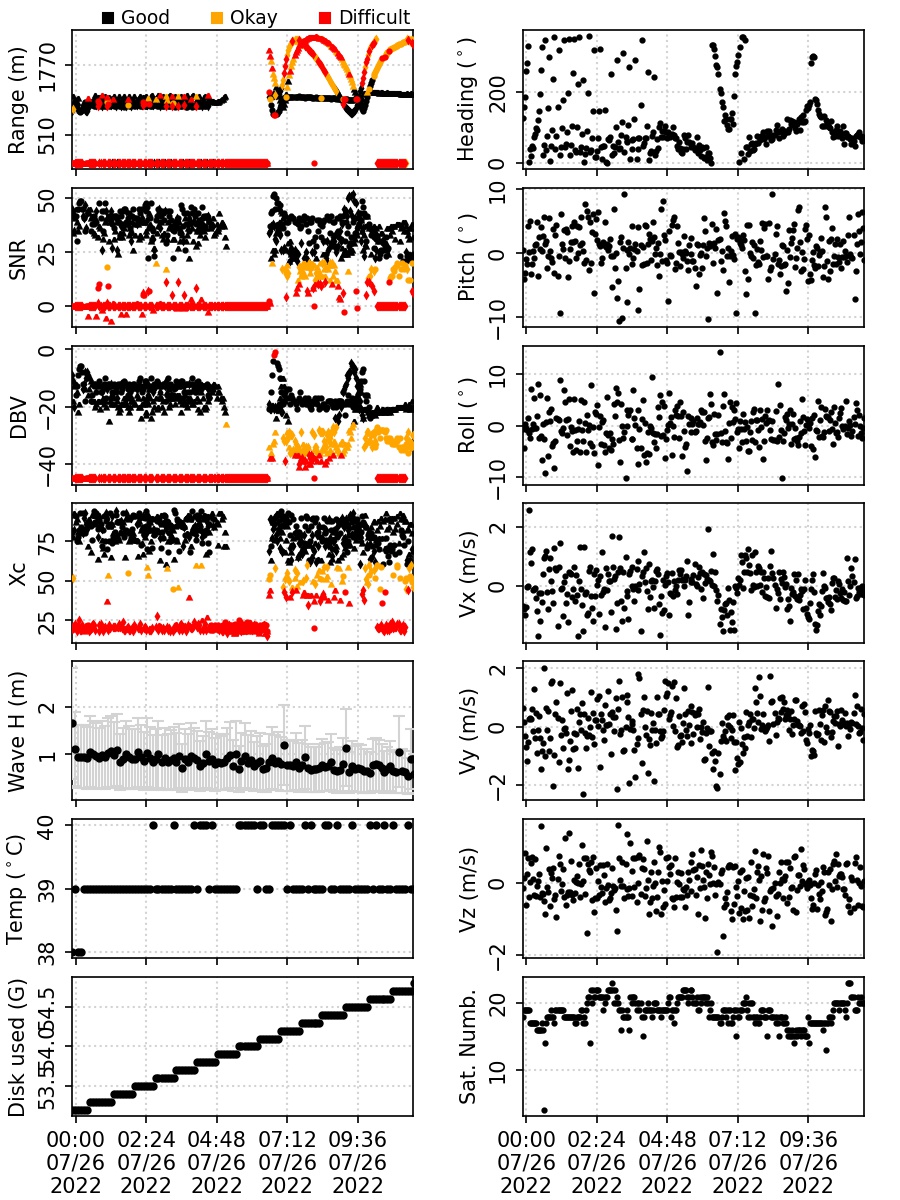 Good Okay Difficult
Range (m)
1770
510
Heading (°)
200
0
SNR
50
25
0
Pitch (°)
10
0
−10
DBV
0
−20
−40
Roll (°)
10
0
−10
Xc
75
50
25
Vx (m/s)
2
0
Wave H (m)
2
1
Vy (m/s)
2
0
−2
Temp (°C)
40
39
38
Vz (m/s)
0
−2
Disk used (G)
54.5
54.0
53.5
Sat. Numb.
20
10
00:00 02:24 04:48 07:12 09:36
07/26 07/26 07/26 07/26 07/26
2022 2022 2022 2022 2022
00:00 02:24 04:48 07:12 09:36
07/26 07/26 07/26 07/26 07/26
2022 2022 2022 2022 2022